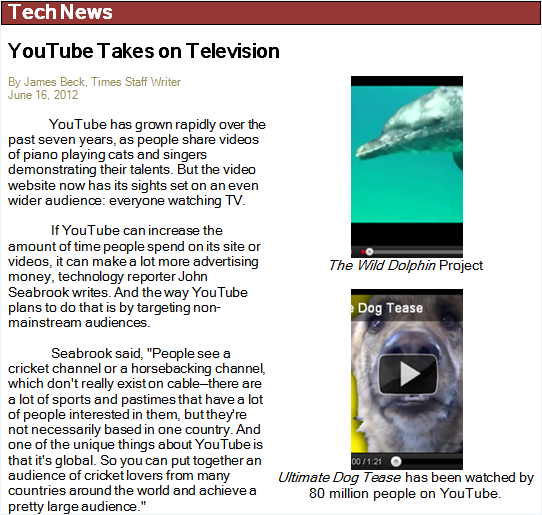 Tech News
YouTube Takes on Television
By James Beck, Times Staff Writer
June 16, 2012
YouTube has grown rapidly over the
past seven years, as people share videos
of piano playing cats and singers
demonstrating their talents. But the video
website now has its sights set on an even
wider audience: everyone watching TV.
If YouTube can increase the
amount of time people spend on its site or
videos, it can make a lot more advertising
money, technology reporter John
Seabrook writes. And the way YouTube
plans to do that is by targeting non-
mainstream audiences.
Seabrook said, "People see a
cricket channel or a horsebacking channel,
which don't really exist on cable—there are
a lot of sports and pastimes that have a lot
of people interested in them, but they're
not necessarily based in one country. And
one of the unique things about YouTube is
that it's global. So you can put together an
audience of cricket lovers from many
countries around the world and achieve a
pretty large audience."
The Wild Dolphin Project
e Dog Tease
:00 / 1:21
Ultimate Dog Tease has been watched by
80 million people on YouTube.